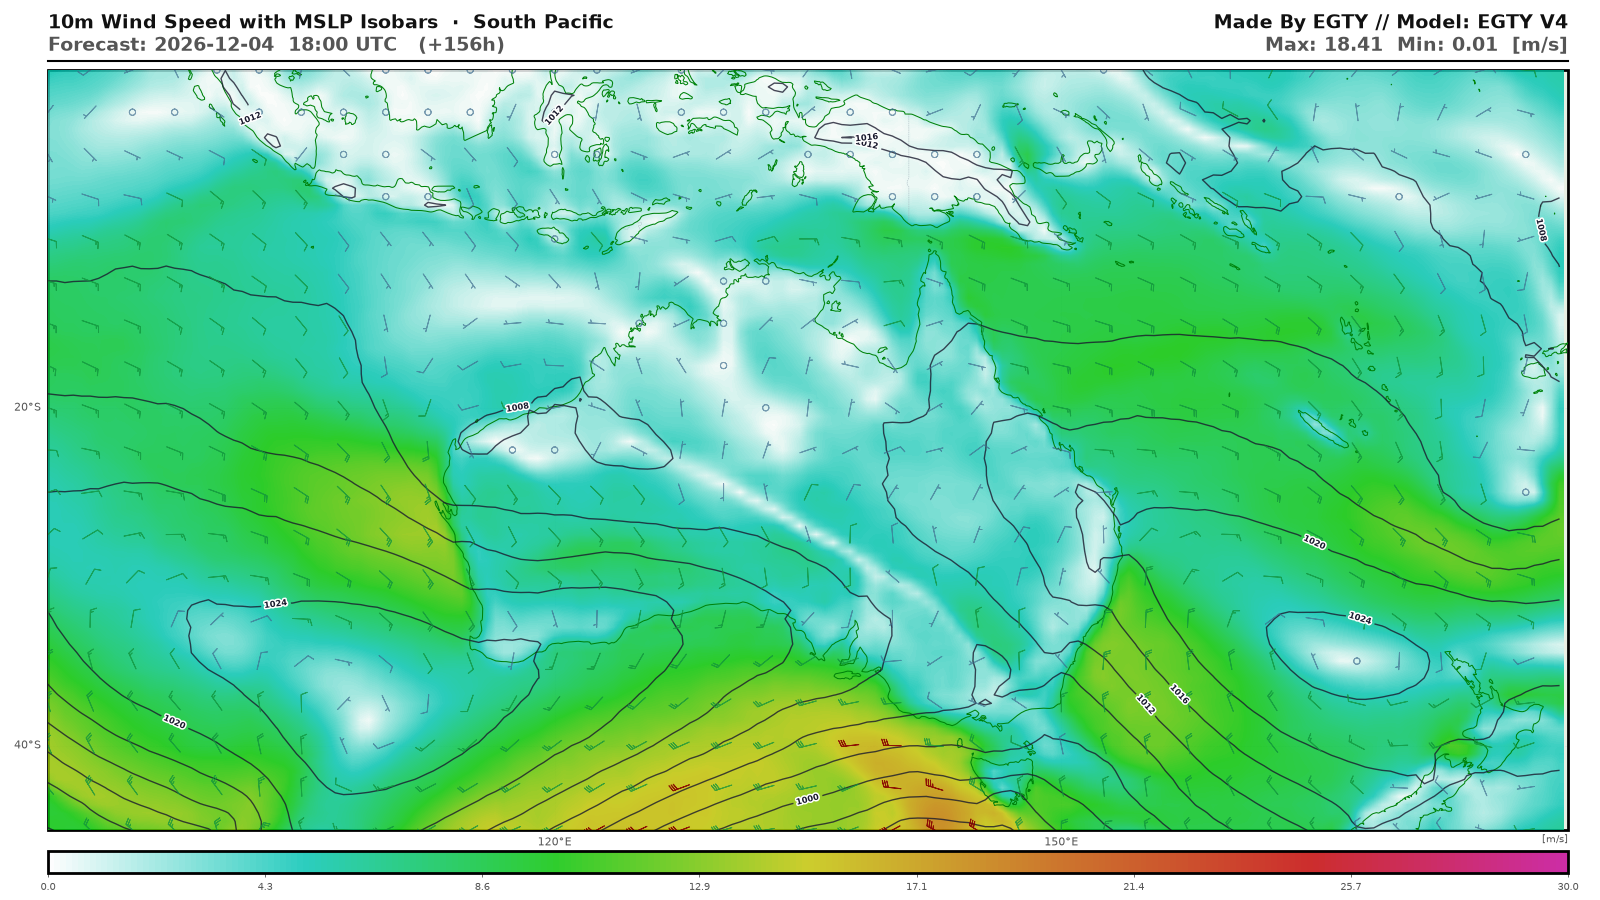 10m Wind Speed with MSLP Isobars · South Pacific
Made By EGTY // Model: EGTY V4
Forecast: 2026-12-04 18:00 UTC (+156h)
Max: 18.41 Min: 0.01 [m/s]
1012
1012
1016
1012
1008
20°S
1008
1020
1024
1024
1016
1012
1020
40°S
1000
120°E
150°E
[m/s]
0.0
4.3
8.6
12.9
17.1
21.4
25.7
30.0